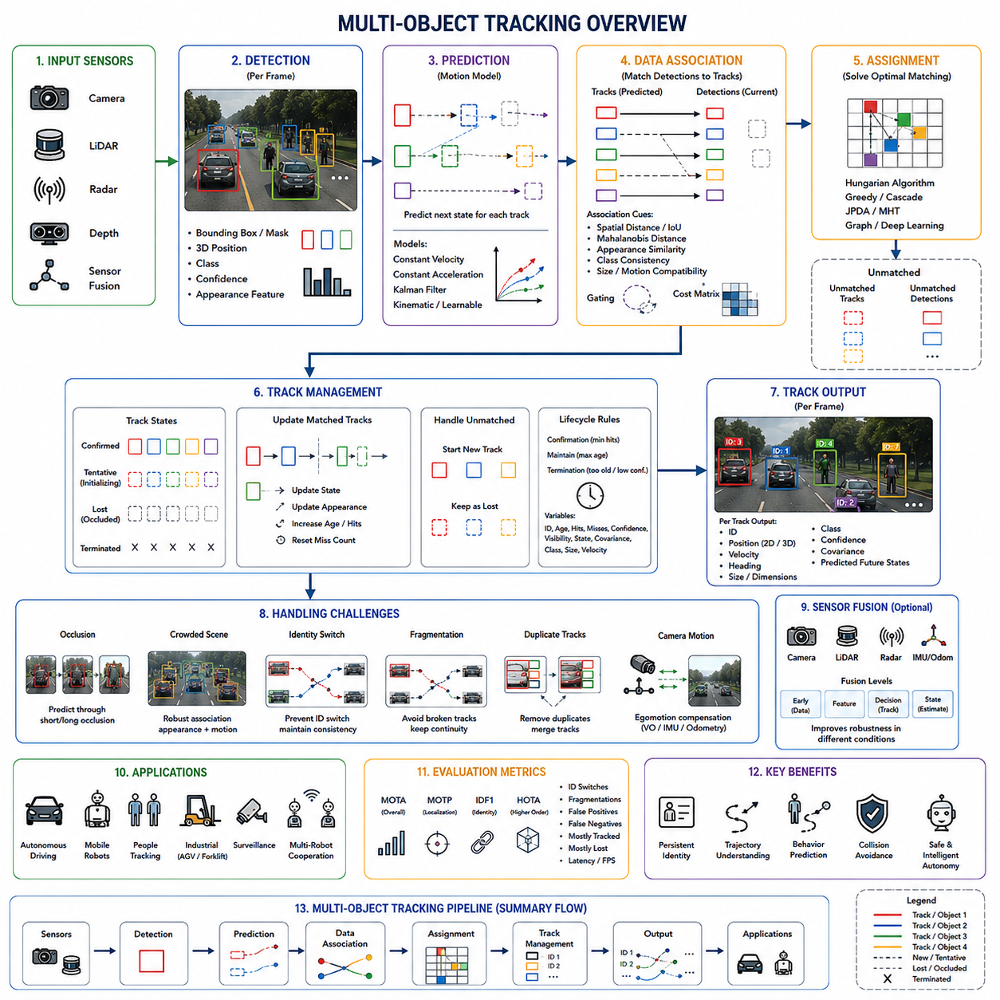 MULTI-OBJECT TRACKING OVERVIEW
1. INPUT SENSORS
Camera
LiDAR
Radar
Depth
Sensor
Fusion
2. DETECTION
(Per Frame)
• Bounding Box / Mask
• 3D Position
• Class
• Confidence
• Appearance Feature
3. PREDICTION
(Motion Model)
Predict next state for each track
Models:
Constant Velocity
Constant Acceleration
Kalman Filter
Kinematic / Learnable
4. DATA ASSOCIATION
(Match Detections to Tracks)
Tracks (Predicted)
Detections (Current)
Association Cues:
• Spatial Distance / IoU
• Mahalanobis Distance
• Appearance Similarity
• Class Consistency
• Size / Motion Compatibility
Gating
Cost Matrix
5. ASSIGNMENT
(Solve Optimal Matching)
Hungarian Algorithm
Greedy / Cascade
JPDA / MHT
Graph / Deep Learning
Unmatched
Unmatched
Tracks
Unmatched
Detections
...
6. TRACK MANAGEMENT
Track States
Confirmed
Tentative
(Initializing)
Lost
(Occluded)
Terminated
X X X X X
Update Matched Tracks
Update State
Update Appearance
Increase Age / Hits
Reset Miss Count
Handle Unmatched
Start New Track
Keep as Lost
Lifecycle Rules
Confirmation (min hits)
Maintain (max age)
Termination (too old / low conf.)
Variables:
ID, Age, Hits, Misses, Confidence,
Visibility, State, Covariance,
Class, Size, Velocity
7. TRACK OUTPUT
(Per Frame)
ID: 3
ID: 1
ID: 4
ID: 2
Per Track Output:
• ID
• Position (2D / 3D)
• Velocity
• Heading
• Size / Dimensions
• Class
• Confidence
• Covariance
• Predicted Future States
8. HANDLING CHALLENGES
Occlusion
Predict through
short/long occlusion
Crowded Scene
Robust association
appearance + motion
Identity Switch
Prevent ID switch
maintain consistency
Fragmentation
Avoid broken tracks
keep continuity
Duplicate Tracks
Remove duplicates
merge tracks
Camera Motion
Egomotion compensation
(VO / IMU / Odometry)
9. SENSOR FUSION (Optional)
Camera
LiDAR
Radar
IMU/Odom
Fusion Levels
Early
(Data)
Feature
Decision
(Track)
State
(Estimate)
Improves robustness in
different conditions
10. APPLICATIONS
Autonomous
Driving
Mobile
Robots
People
Tracking
Industrial
(AGV / Forklift)
Surveillance
Multi-Robot
Cooperation
11. EVALUATION METRICS
MOTA
(Overall)
MOTP
(Localization)
IDF1
(Identity)
HOTA
(Higher Order)
• ID Switches
• Fragmentations
• False Positives
• False Negatives
• Mostly Tracked
• Mostly Lost
• Latency / FPS
12. KEY BENEFITS
Persistent
Identity
Trajectory
Understanding
Behavior
Prediction
Collision
Avoidance
Safe &
Intelligent
Autonomy
13. MULTI-OBJECT TRACKING PIPELINE (SUMMARY FLOW)
Sensors
Detection
Prediction
Data
Association
Assignment
Track
Management
ID 1
ID 2
...
Output
ID 1
ID 2
...
Applications
Legend
Track / Object 1
Track / Object 2
Track / Object 3
Track / Object 4
New / Tentative
Lost / Occluded
X Terminated